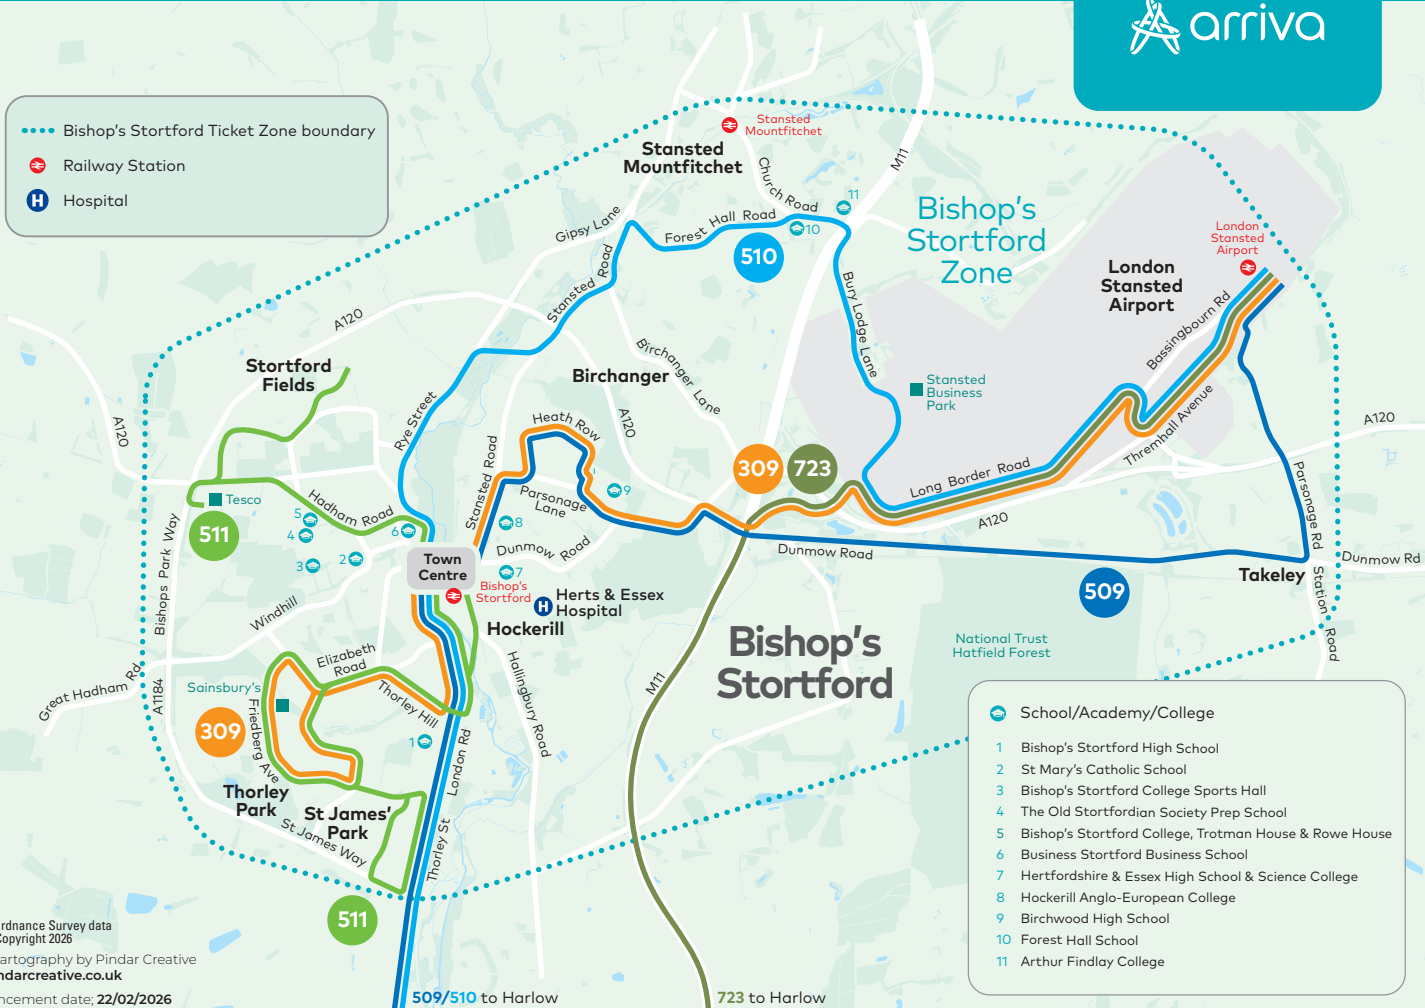 arriva
Bishop's Stortford Ticket Zone boundary
Railway Station
H Hospital
Stansted
Mountfitchet
Stansted
Mountfitchet
Church Road
M11
11
Gipsy Lane
Forest Hall Road
10
510
Bishop's
Stortford
Zone
London
Stansted
Airport
London
Stansted
Airport
Stansted Road
Bury Lodge Lane
Bassingbourn Rd
A120
Stortford
Fields
Birchanger
Birchanger Lane
Stansted
Business
Park
Rye Street
Heath Row
A120
A120
Thremhall Avenue
A120
309
723
Long Border Road
Stansted Road
Parsonage
Lane
9
Parsonage Rd
Tesco
Hadham Road
5
4
6
8
A120
511
3
2
Town
Centre
Dunmow Road
Dunmow Road
Dunmow Rd
7
Bishop's
Stortford
Takeley
Bishops Park Way
509
H
Herts & Essex
Hospital
Windhill
Hockerill
Station Road
Bishop's
Stortford
National Trust
Hatfield Forest
Elizabeth
Road
Great Hadham Rd
A1184
Sainsbury's
Thorley Hill
Hallingbury Road
M11
309
Friedberg Ave
1
London Rd
Thorley
Park
St James'
Park
St James Way
Thorley St
511
School/Academy/College
1 Bishop's Stortford High School
2 St Mary's Catholic School
3 Bishop's Stortford College Sports Hall
4 The Old Stortfordian Society Prep School
5 Bishop's Stortford College, Trotman House & Rowe House
6 Business Stortford Business School
7 Hertfordshire & Essex High School & Science College
8 Hockerill Anglo-European College
9 Birchwood High School
10 Forest Hall School
11 Arthur Findlay College
rdnance Survey data
opyright 2026
artography by Pindar Creative
ndarcreative.co.uk
ncement date; 22/02/2026
509/510 to Harlow
723 to Harlow